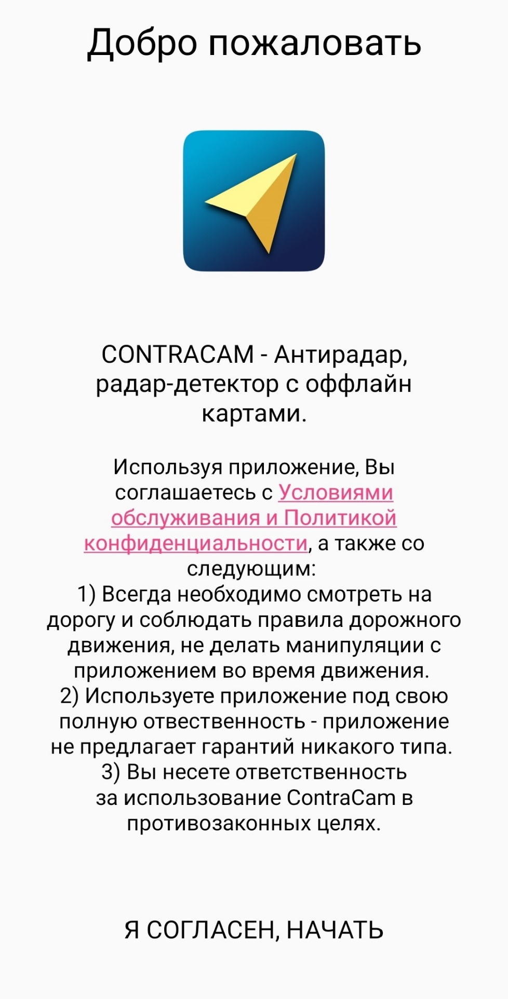 Добро пожаловать
CONTRACAM - Антирадар,
радар-детектор с оффлайн
картами.
Используя приложение, Вы
соглашаетесь с Условиями
обслуживания и Политикой
конфиденциальности, а также со
следующим:
1) Всегда необходимо смотреть на
дорогу и соблюдать правила дорожного
движения, не делать манипуляции с
приложением во время движения.
2) Используете приложение под свою
полную отвественность - приложение
не предлагает гарантий никакого типа.
3) Вы несете ответственность
за использование ContraCam в
противозаконных целях.
Я СОГЛАСЕН, НАЧАТЬ